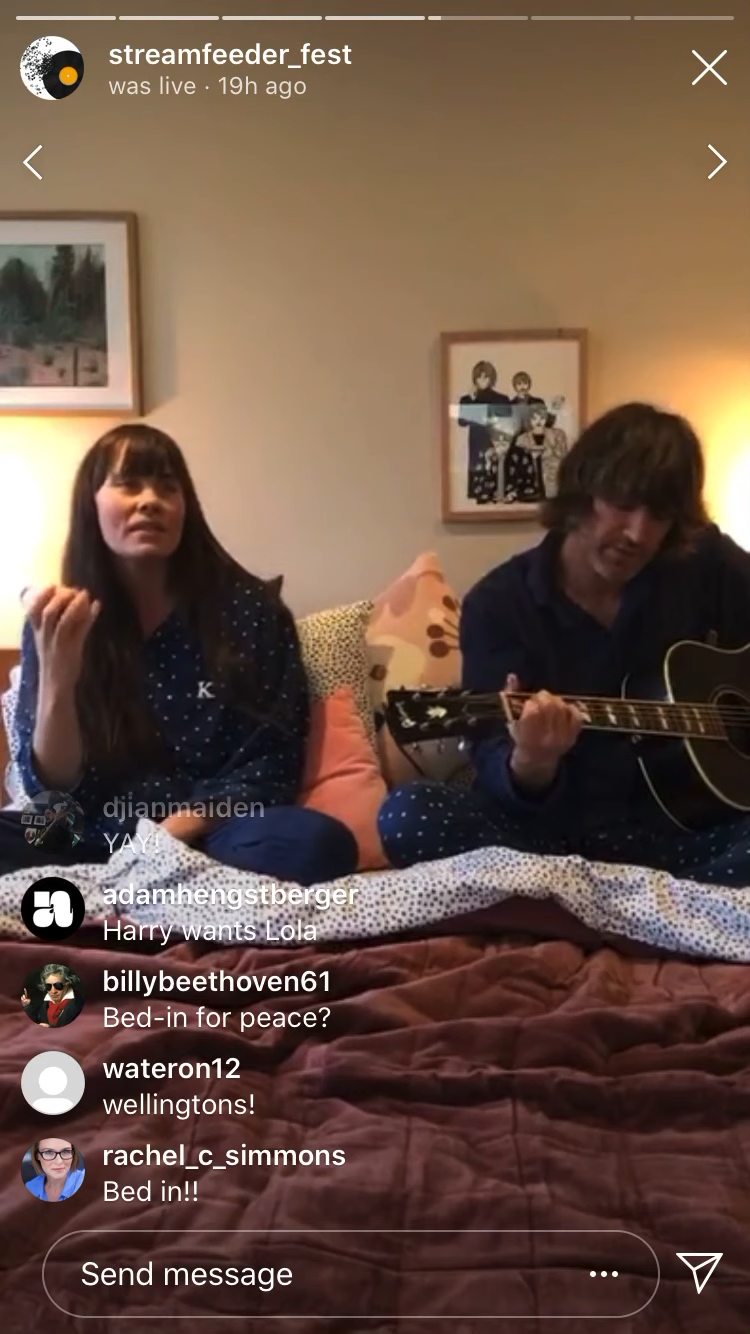 streamfeeder_fest
was live · 19h ago
K
djianmaiden
YAY!
adamhengstberger
Harry wants Lola
billybeethoven61
Bed-in for peace?
wateron12
wellingtons!
rachel_c_simmons
Bed in!!
Send message